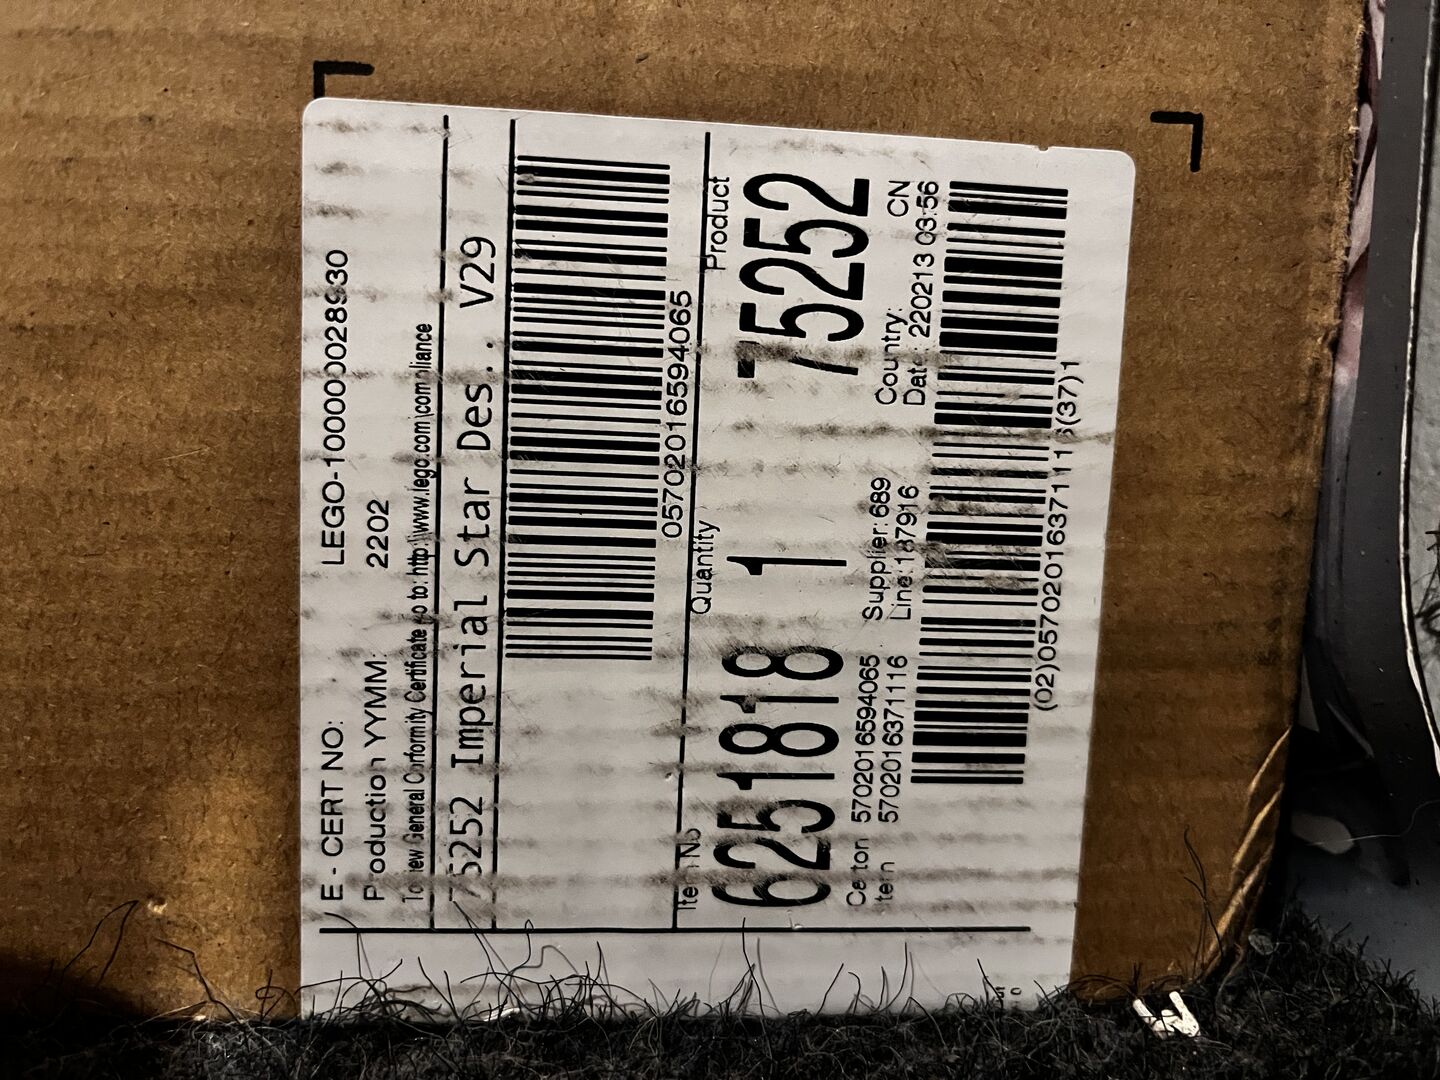 E - CERT NO: LEGO-1000000028930
Production YYMM: 2202
To view General Conformity Certificate go to: http://www.lego.com/compliance
75252 Imperial Star Des. . V29
05702016594065
Item No Quantity Product
6251818 1 75252
Carton 5702016594065 Supplier: 689 Country: CN
Item 5702016371116 Line: 187916 Date: 220213 03:56
(02)05702016371116(37)1